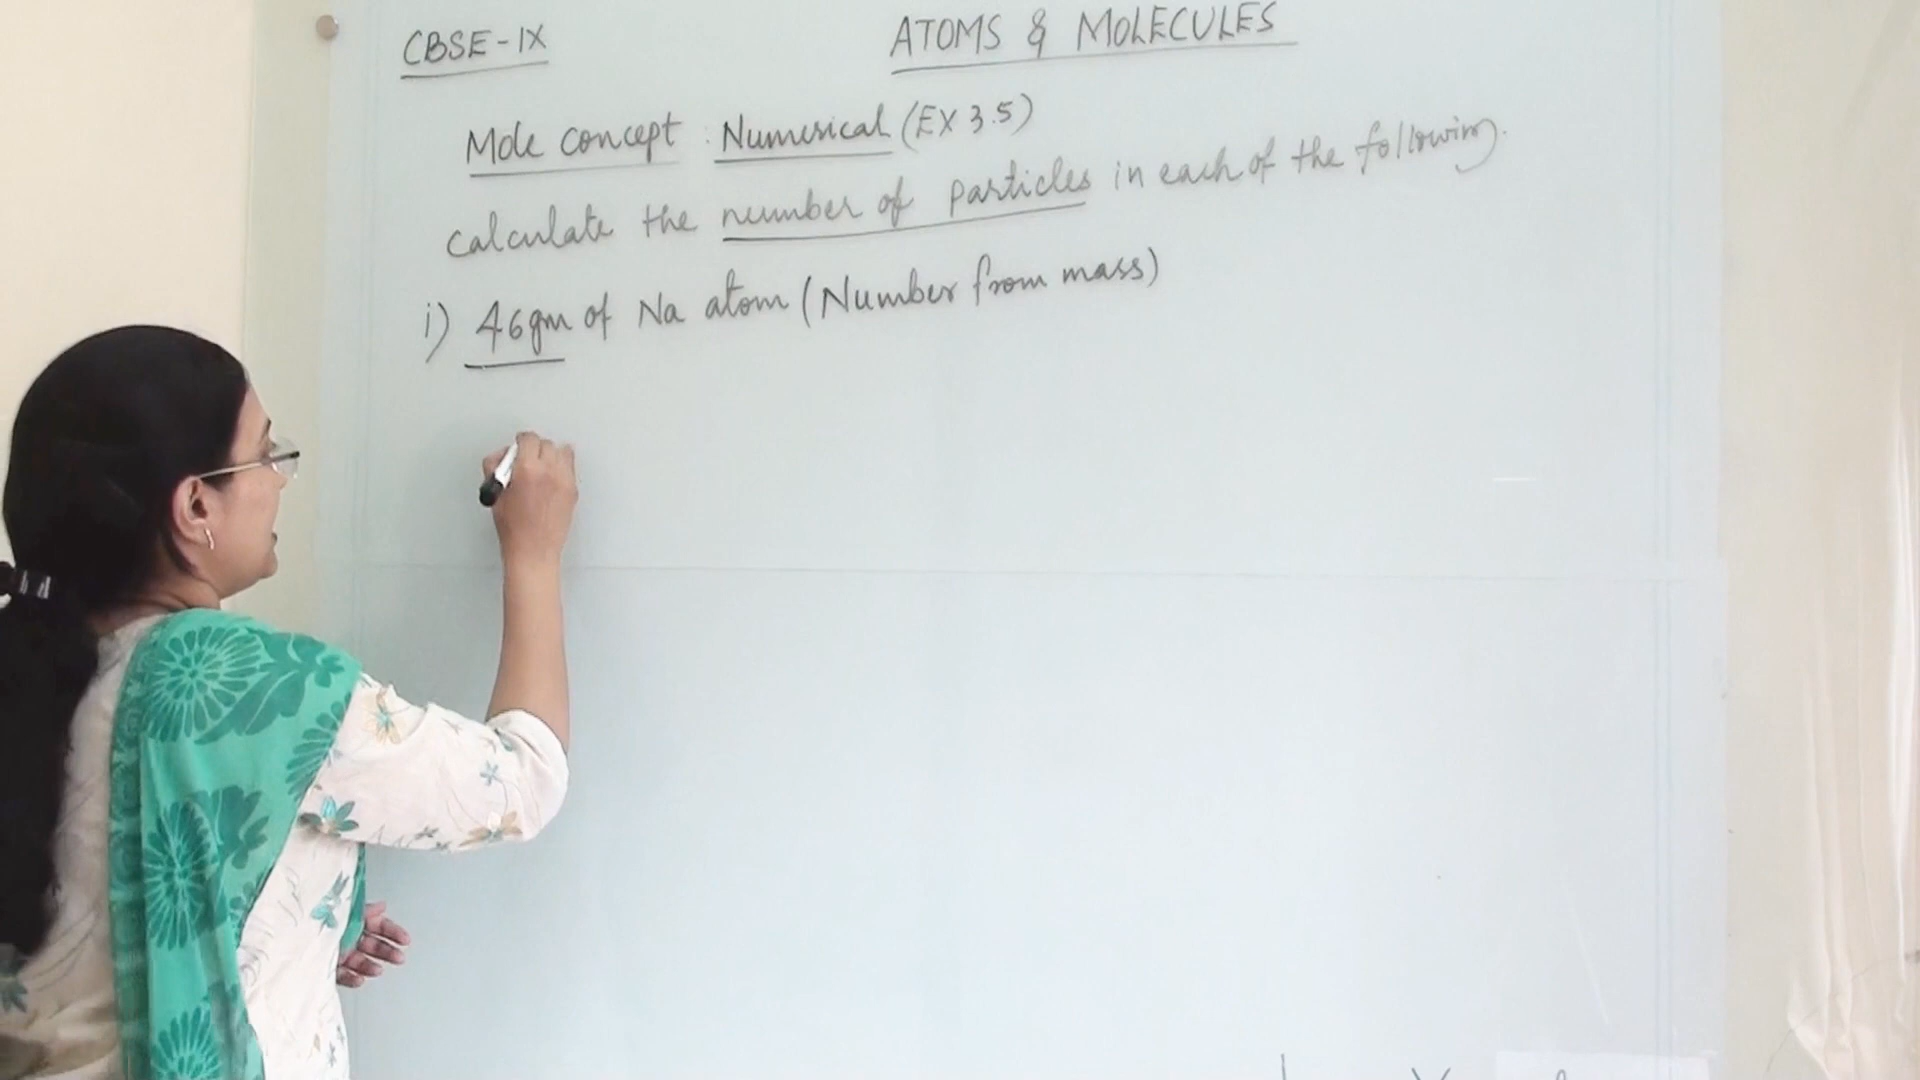 CBSE-IX
ATOMS & MOLECULES
Mole concept : Numerical (EX 3.5)
calculate the number of particles in each of the following.
i) 46gm of Na atom (Number from mass)